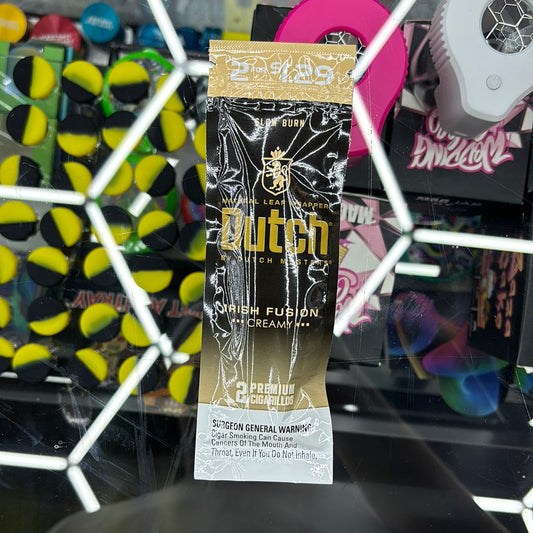 2 FOR $1.29
SLOW BURN
NATURAL LEAF WRAPPER
Dutch
BY DUTCH MASTERS
IRISH FUSION
CREAMY
2 PREMIUM
CIGARILLOS
SURGEON GENERAL WARNING:
Cigar Smoking Can Cause
Cancers Of The Mouth And
Throat, Even If You Do Not Inhale.